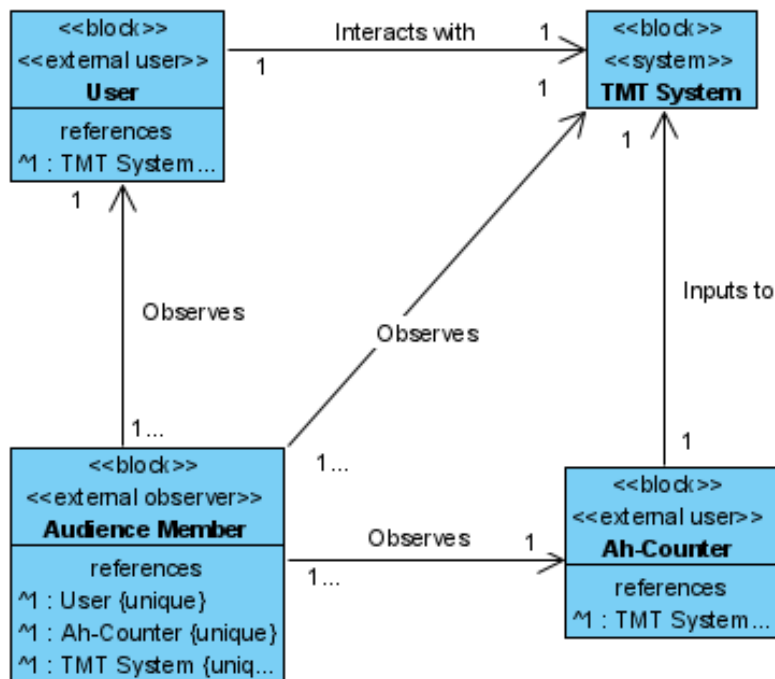 <<block>>
<<external user>>
User
references
^1 : TMT System...
Interacts with
1
1
<<block>>
<<system>>
TMT System
1
1
1
Observes
Observes
Inputs to
1...
1...
1
<<block>>
<<external observer>>
Audience Member
references
^1 : User {unique}
^1 : Ah-Counter {unique}
^1 : TMT System {uniq...
Observes
1...
1
<<block>>
<<external user>>
Ah-Counter
references
^1 : TMT System...